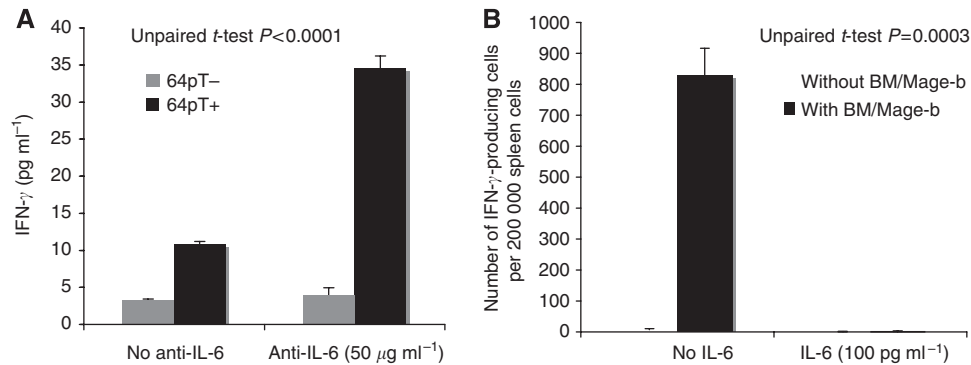 A
Unpaired t-test P<0.0001
64pT–
64pT+
IFN-γ (pg ml⁻¹)
40
35
30
25
20
15
10
5
0
No anti-IL-6
Anti-IL-6 (50 μg ml⁻¹)
B
Unpaired t-test P=0.0003
Without BM/Mage-b
With BM/Mage-b
Number of IFN-γ-producing cells
per 200 000 spleen cells
1000
900
800
700
600
500
400
300
200
100
0
No IL-6
IL-6 (100 pg ml⁻¹)